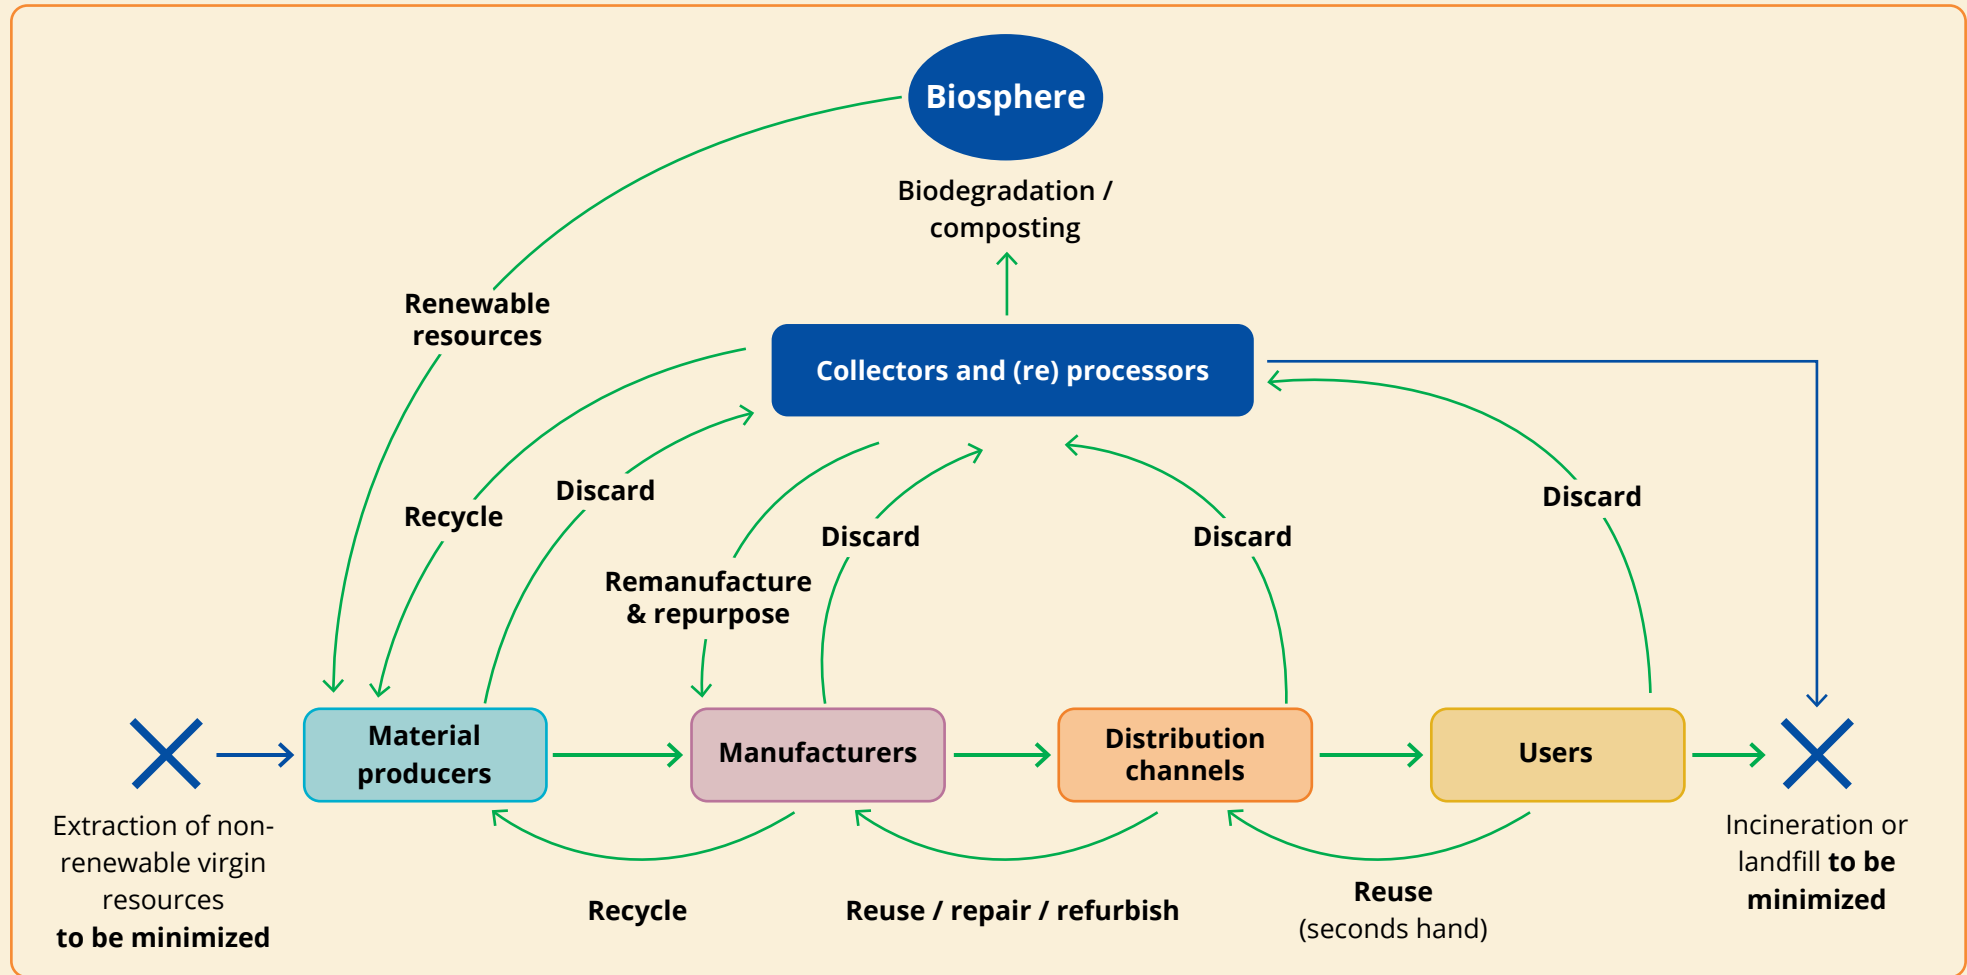 Biosphere
Biodegradation /
composting
Renewable
resources
Collectors and (re) processors
Recycle
Discard
Discard
Discard
Discard
Remanufacture
& repurpose
Material
producers
Manufacturers
Distribution
channels
Users
Extraction of non-
renewable virgin
resources
to be minimized
Recycle
Reuse / repair / refurbish
Reuse
(seconds hand)
Incineration or
landfill to be
minimized